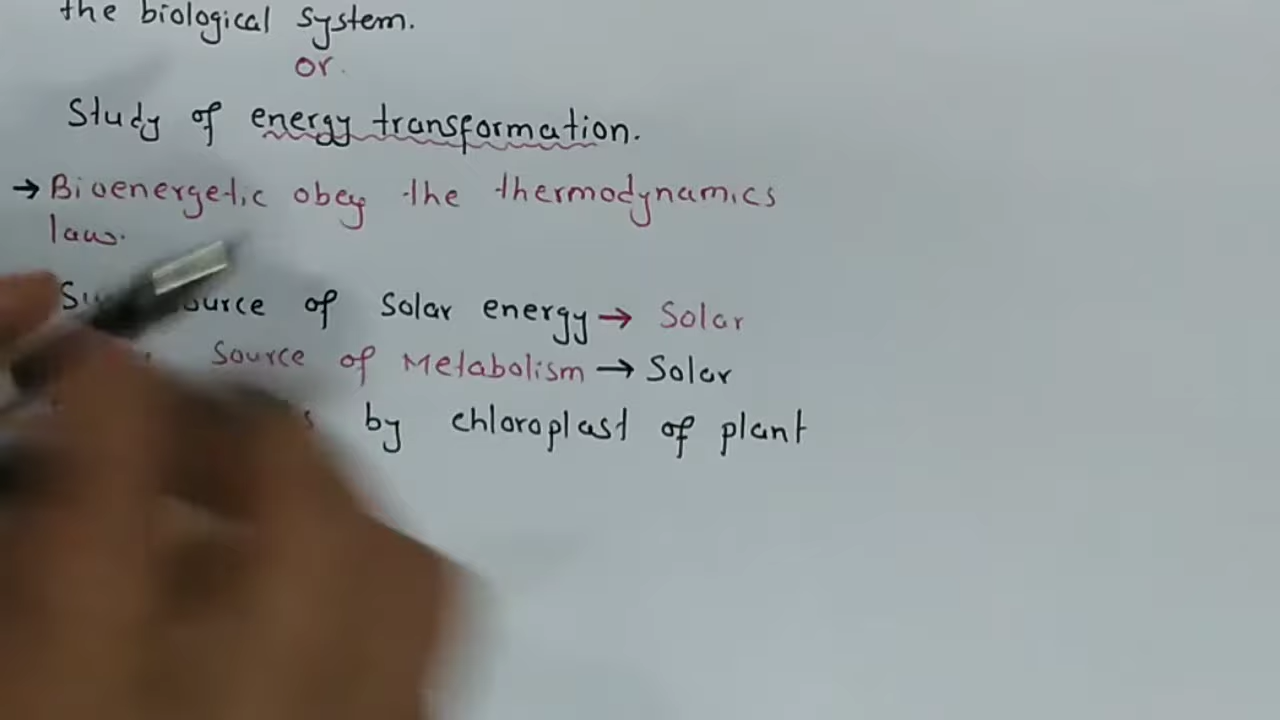 the biological system.
or.
Study of energy transformation.
→ Bioenergetic obey the thermodynamics
law.
of Solar energy → Solar
Source of Metabolism → Solar
by chloroplast of plant